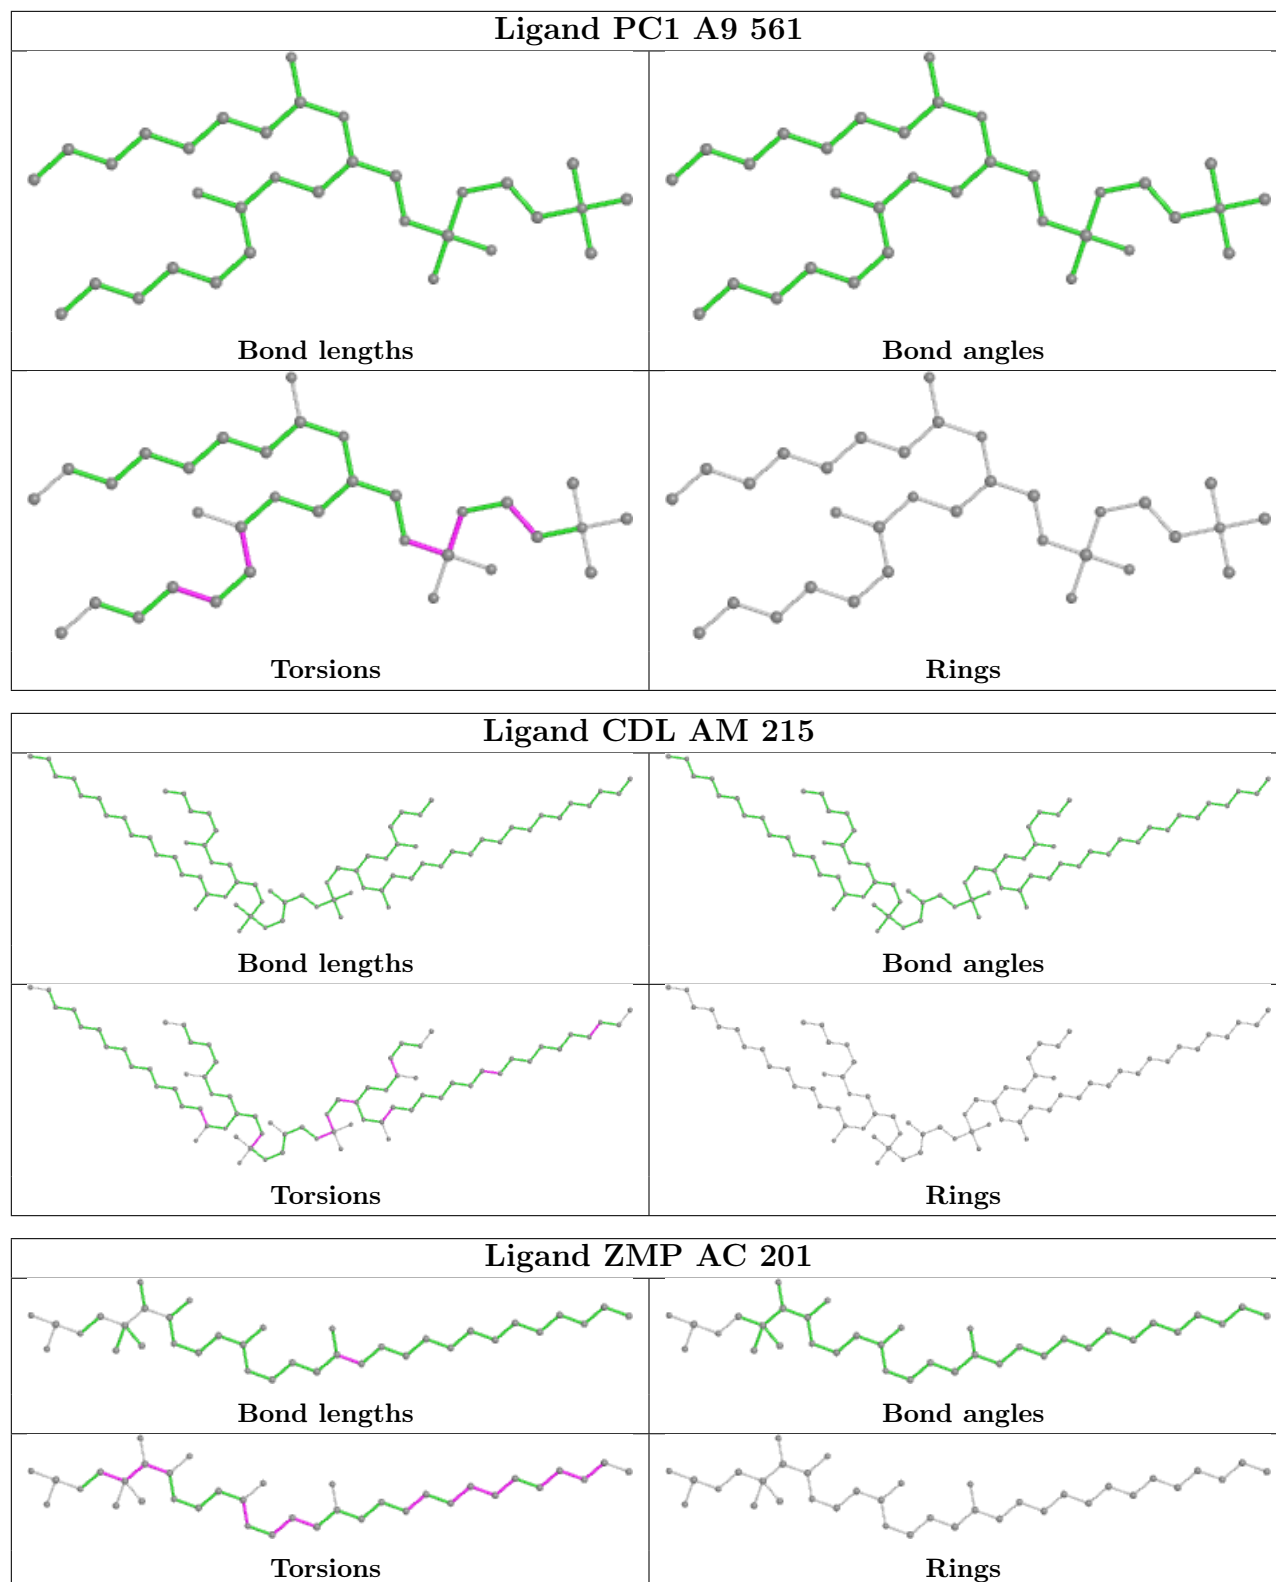 Ligand PC1 A9 561
Bond lengths
Bond angles
Torsions
Rings
Ligand CDL AM 215
Bond lengths
Bond angles
Torsions
Rings
Ligand ZMP AC 201
Bond lengths
Bond angles
Torsions
Rings